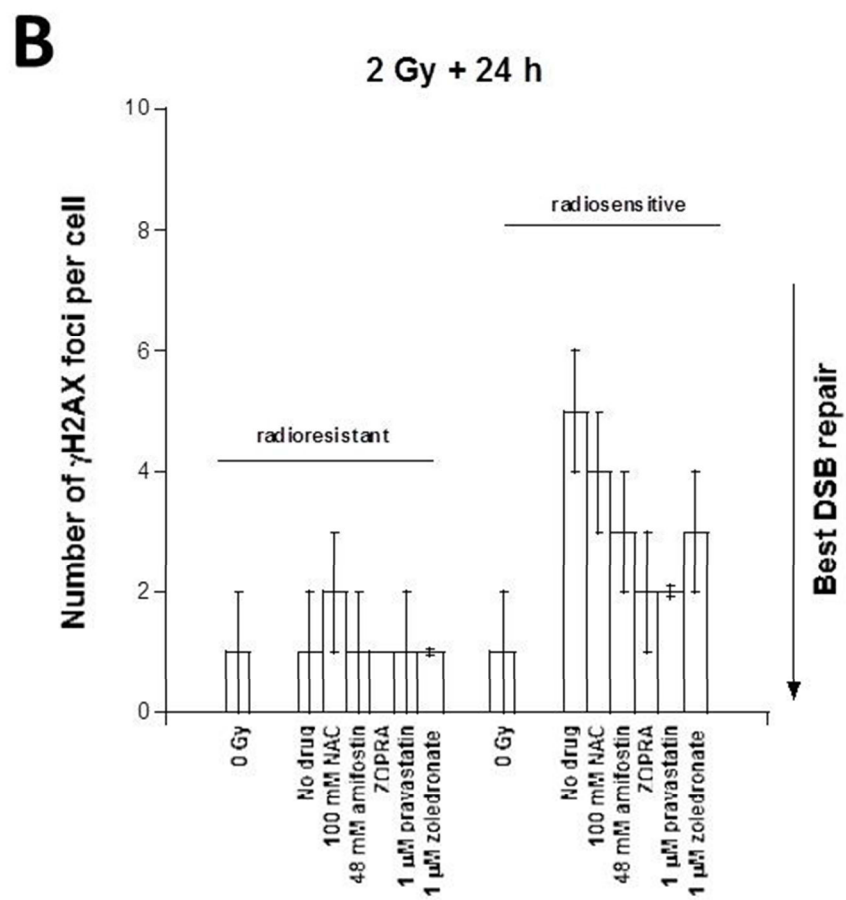 B
2 Gy + 24 h
Number of γH2AX foci per cell
10
8
6
4
2
0
radioresistant
radiosensitive
Best DSB repair
0 Gy
No drug
100 mM NAC
48 mM amifostin
ZOPRA
1 μM pravastatin
1 μM zoledronate
0 Gy
No drug
100 mM NAC
48 mM amifostin
ZOPRA
1 μM pravastatin
1 μM zoledronate